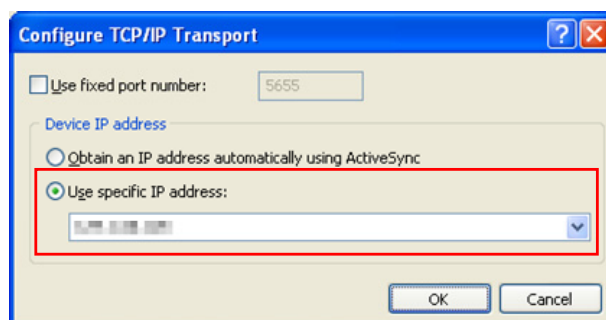 Configure TCP/IP Transport
Use fixed port number: 5655
Device IP address
Obtain an IP address automatically using ActiveSync
Use specific IP address:
OK Cancel